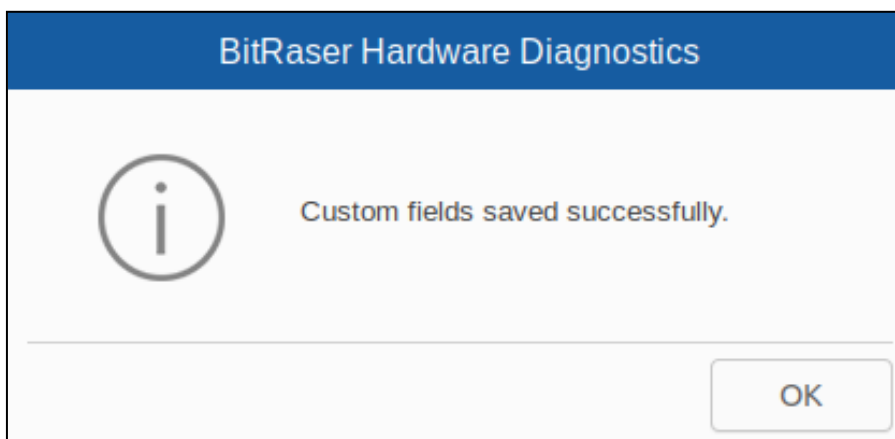 BitRaser Hardware Diagnostics
Custom fields saved successfully.
OK